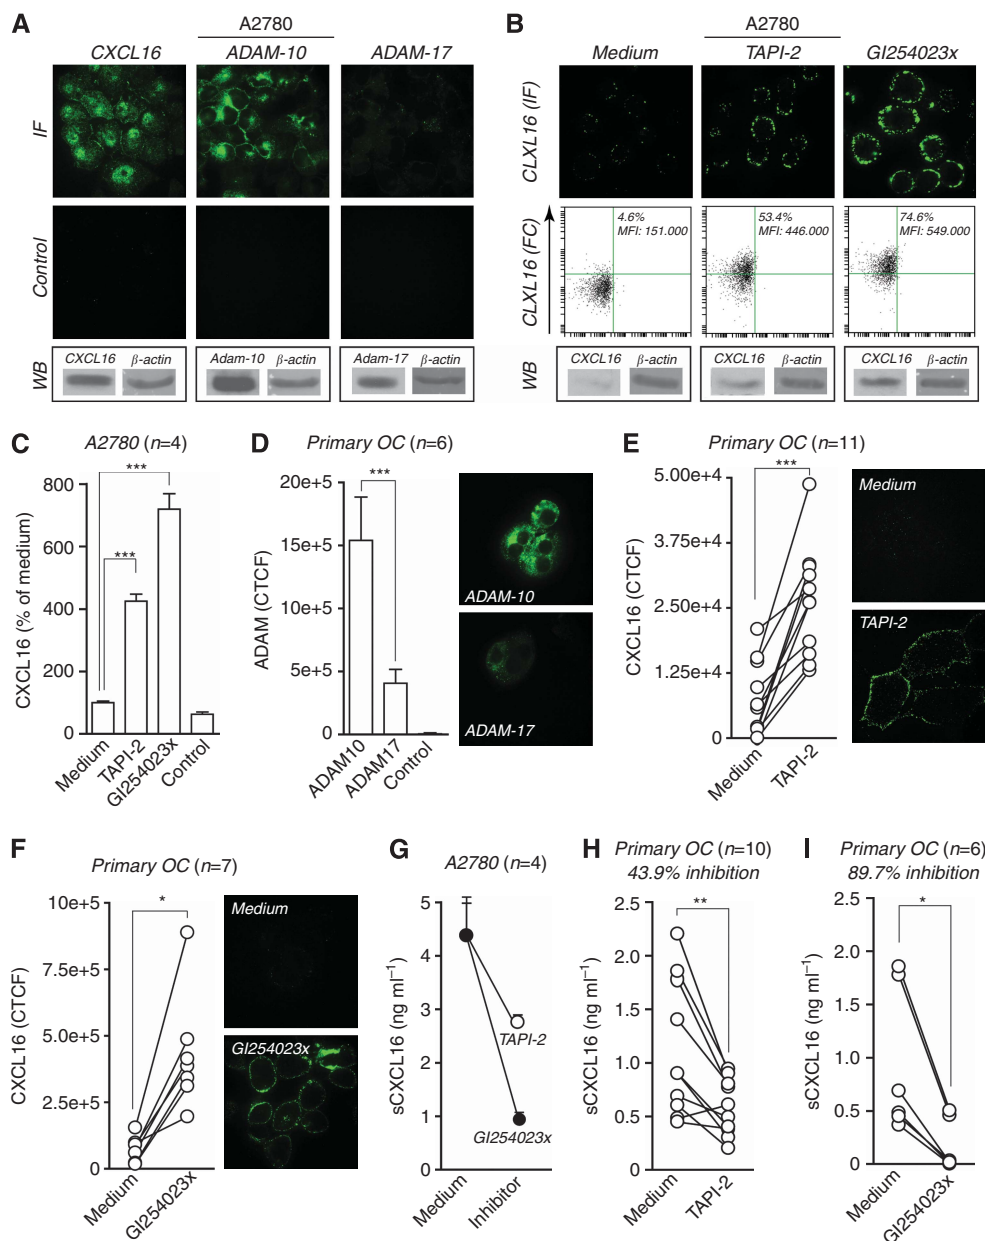 A
A2780
CXCL16 ADAM-10 ADAM-17
IF
Control
WB
CXCL16 β-actin
Adam-10 β-actin
Adam-17 β-actin
B
A2780
Medium TAPI-2 GI254023x
CLXL16 (IF)
CLXL16 (FC)
4.6%
MFI: 151.000
53.4%
MFI: 446.000
74.6%
MFI: 549.000
WB
CXCL16 β-actin
CXCL16 β-actin
CXCL16 β-actin
C
A2780 (n=4)
CXCL16 (% of medium)
800
600
400
200
0
***
***
Medium
TAPI-2
GI254023x
Control
D
Primary OC (n=6)
ADAM (CTCF)
20e+5
15e+5
10e+5
5e+5
0
***
ADAM10
ADAM17
Control
ADAM-10
ADAM-17
E
Primary OC (n=11)
CXCL16 (CTCF)
5.00e+4
3.75e+4
2.50e+4
1.25e+4
0
***
Medium
TAPI-2
Medium
TAPI-2
F
Primary OC (n=7)
CXCL16 (CTCF)
10e+5
7.5e+5
5.0e+5
2.5e+5
0
*
Medium
GI254023x
Medium
GI254023x
G
A2780 (n=4)
sCXCL16 (ng ml⁻¹)
5
4
3
2
1
0
TAPI-2
GI254023x
Medium
Inhibitor
H
Primary OC (n=10)
43.9% inhibition
sCXCL16 (ng ml⁻¹)
2.5
2.0
1.5
1.0
0.5
0
**
Medium
TAPI-2
I
Primary OC (n=6)
89.7% inhibition
sCXCL16 (ng ml⁻¹)
2.5
2.0
1.5
1.0
0.5
0
*
Medium
GI254023x